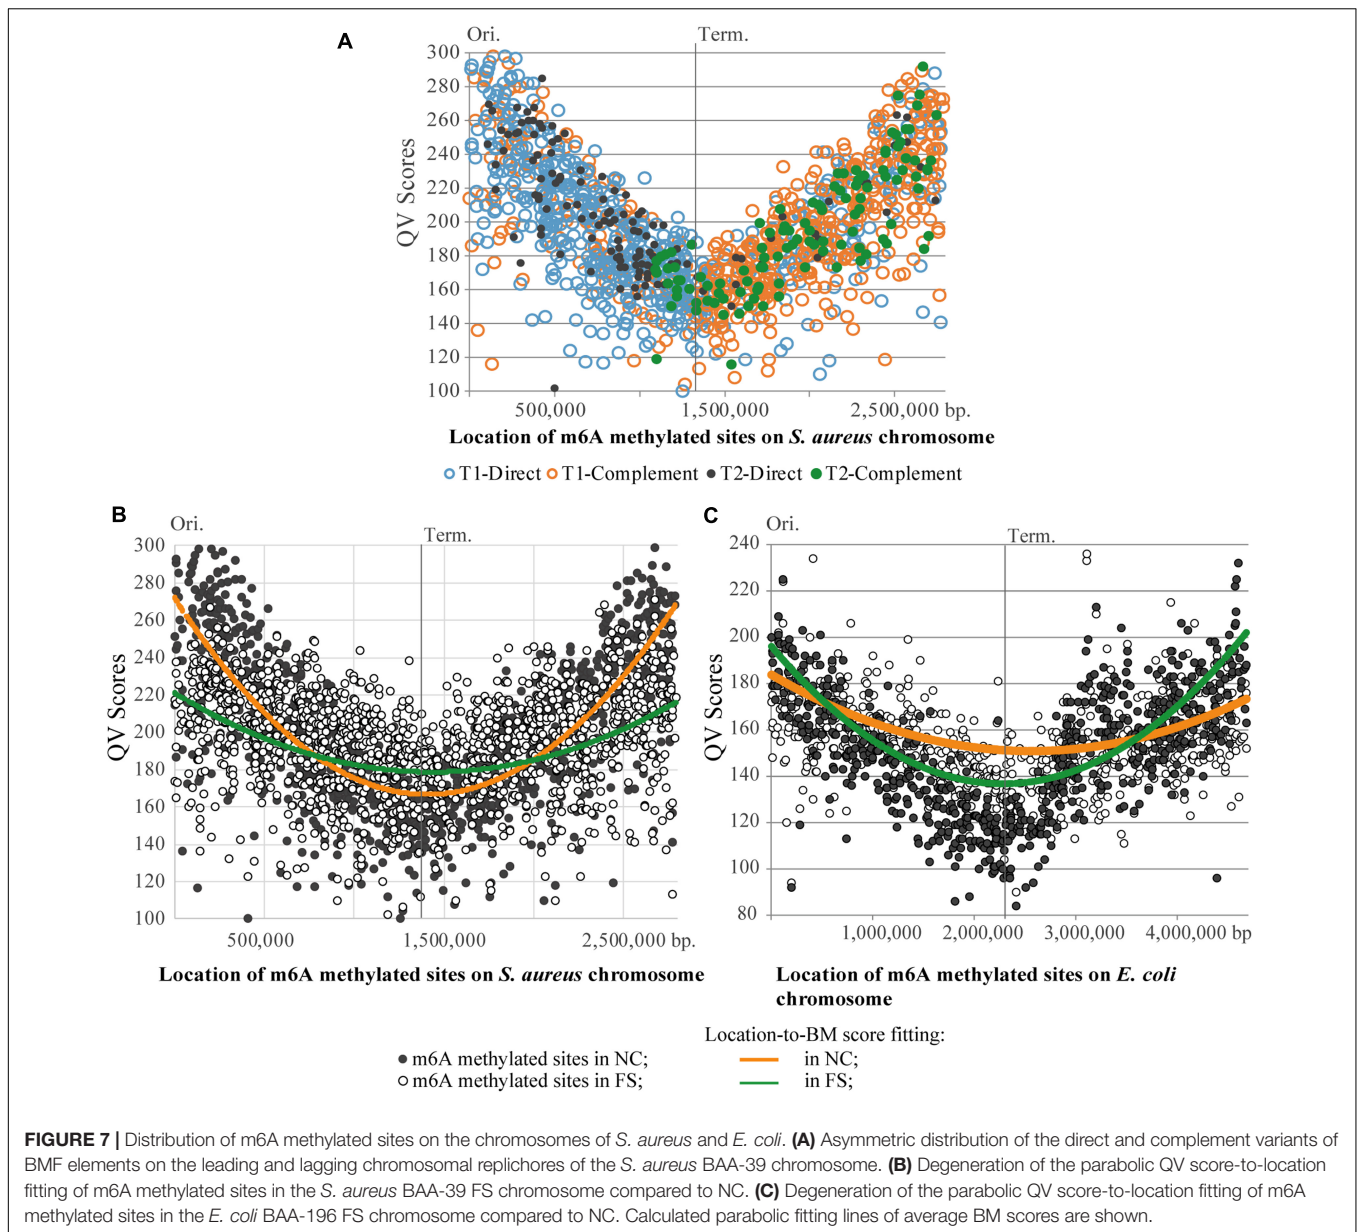 A
Ori.
Term.
300
280
260
240
220
200
180
160
140
120
100
QV Scores
500,000
1,500,000
2,500,000 bp.
Location of m6A methylated sites on S. aureus chromosome
T1-Direct T1-Complement T2-Direct T2-Complement
B
Ori.
Term.
300
280
260
240
220
200
180
160
140
120
100
QV Scores
500,000
1,500,000
2,500,000 bp.
Location of m6A methylated sites on S. aureus chromosome
C
Ori.
Term.
240
220
200
180
160
140
120
100
80
QV Scores
1,000,000
2,000,000
3,000,000
4,000,000 bp
Location of m6A methylated sites on E. coli
chromosome
Location-to-BM score fitting:
m6A methylated sites in NC; in NC;
m6A methylated sites in FS; in FS;
FIGURE 7 | Distribution of m6A methylated sites on the chromosomes of S. aureus and E. coli. (A) Asymmetric distribution of the direct and complement variants of
BMF elements on the leading and lagging chromosomal replichores of the S. aureus BAA-39 chromosome. (B) Degeneration of the parabolic QV score-to-location
fitting of m6A methylated sites in the S. aureus BAA-39 FS chromosome compared to NC. (C) Degeneration of the parabolic QV score-to-location fitting of m6A
methylated sites in the E. coli BAA-196 FS chromosome compared to NC. Calculated parabolic fitting lines of average BM scores are shown.